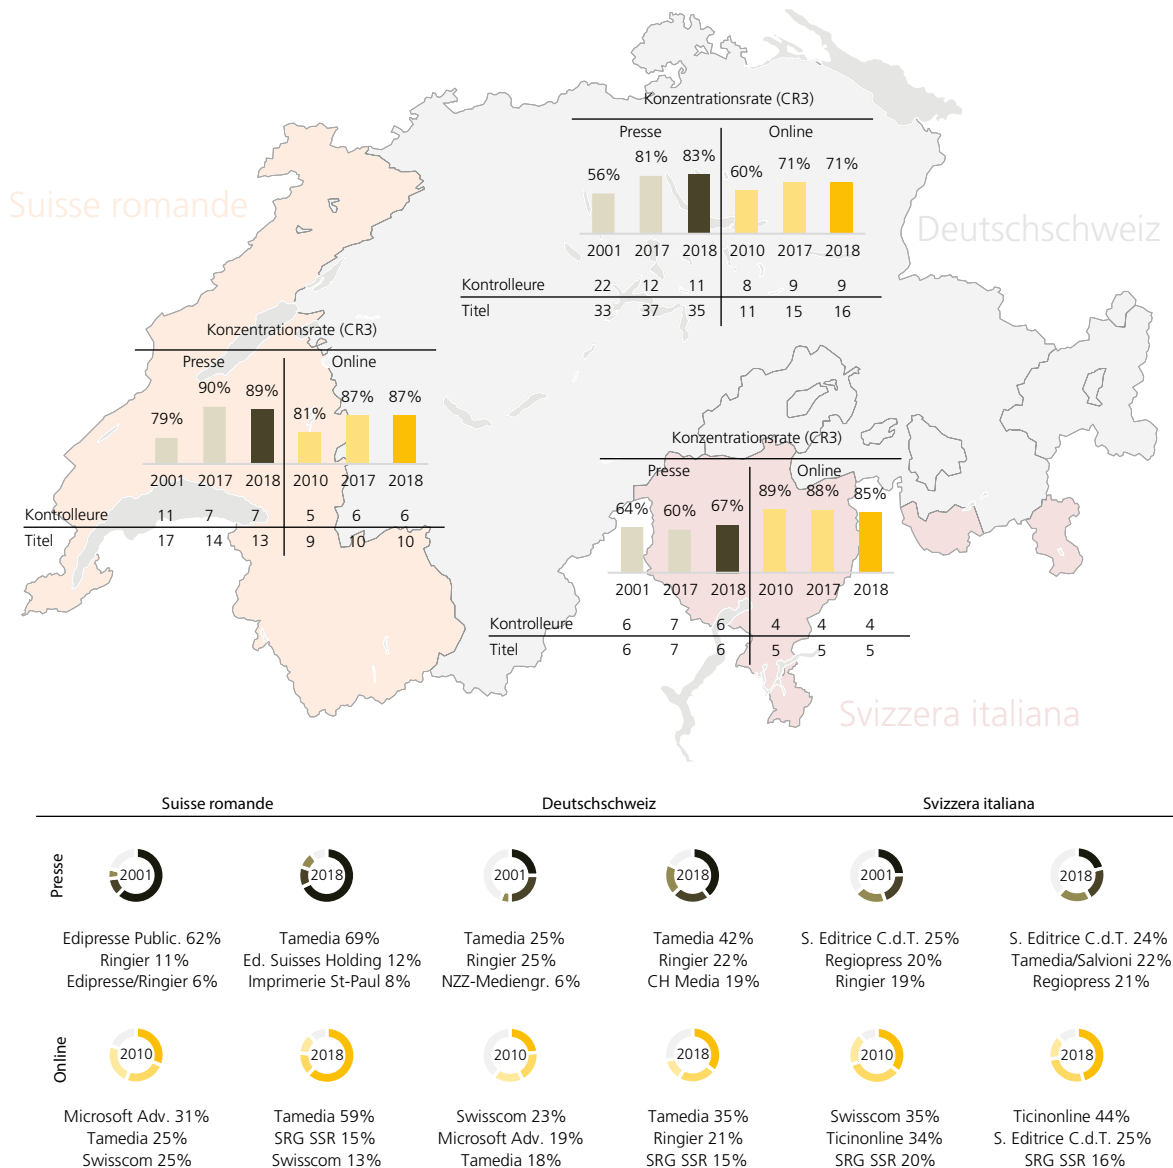 Konzentrationsrate (CR3)
Presse Online
56% 81% 83% 60% 71% 71%
2001 2017 2018 2010 2017 2018
Kontrolleure 22 12 11 8 9 9
Titel 33 37 35 11 15 16
Suisse romande
Deutschschweiz
Konzentrationsrate (CR3)
Presse Online
79% 90% 89% 81% 87% 87%
2001 2017 2018 2010 2017 2018
Kontrolleure 11 7 7 5 6 6
Titel 17 14 13 9 10 10
Konzentrationsrate (CR3)
Presse Online
64% 60% 67% 89% 88% 85%
2001 2017 2018 2010 2017 2018
Kontrolleure 6 7 6 4 4 4
Titel 6 7 6 5 5 5
Svizzera italiana
Suisse romande Deutschschweiz Svizzera italiana
Presse
2001 2018 2001 2018 2001 2018
Edipresse Public. 62% Tamedia 69% Tamedia 25% Tamedia 42% S. Editrice C.d.T. 25% S. Editrice C.d.T. 24%
Ringier 11% Ed. Suisses Holding 12% Ringier 25% Ringier 22% Regiopress 20% Tamedia/Salvioni 22%
Edipresse/Ringier 6% Imprimerie St-Paul 8% NZZ-Mediengr. 6% CH Media 19% Ringier 19% Regiopress 21%
Online
2010 2018 2010 2018 2010 2018
Microsoft Adv. 31% Tamedia 59% Swisscom 23% Tamedia 35% Swisscom 35% Ticinonline 44%
Tamedia 25% SRG SSR 15% Microsoft Adv. 19% Ringier 21% Ticinonline 34% S. Editrice C.d.T. 25%
Swisscom 25% Swisscom 13% Tamedia 18% SRG SSR 15% SRG SSR 20% SRG SSR 16%